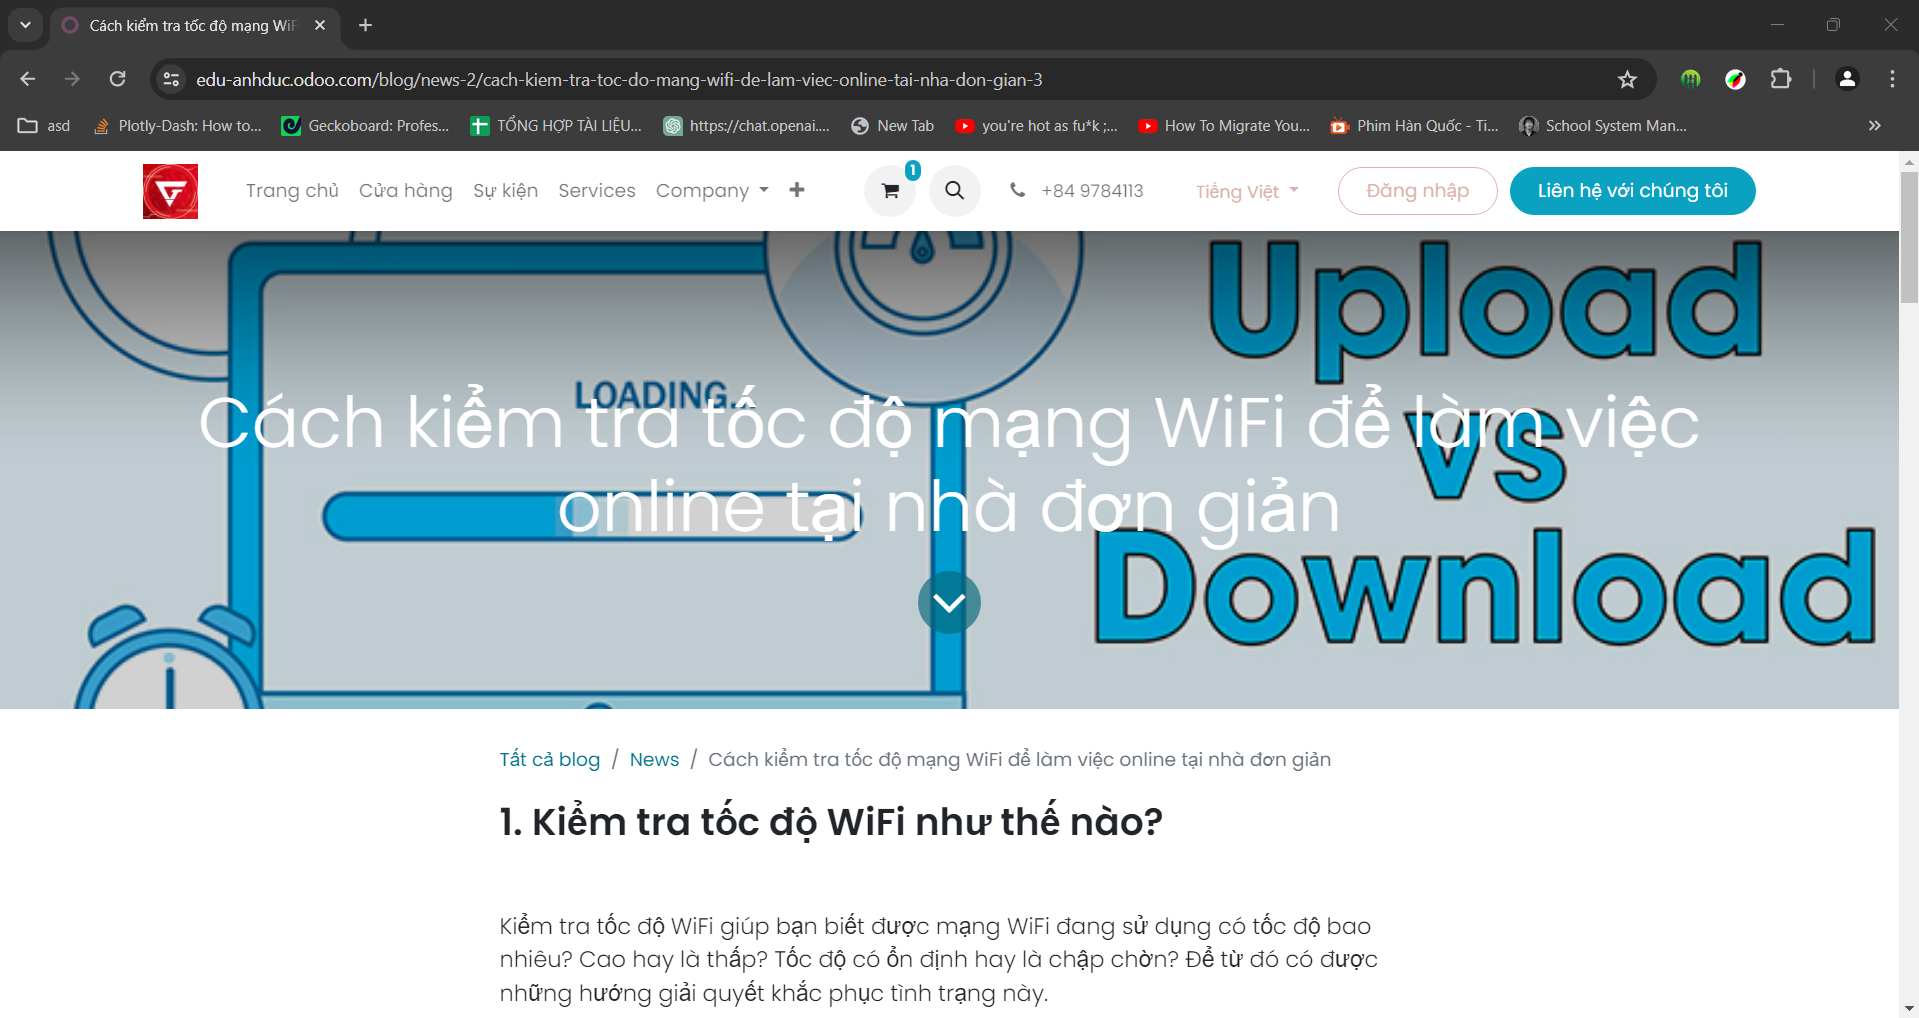 Cách kiểm tra tốc độ mạng WiF
edu-anhduc.odoo.com/blog/news-2/cach-kiem-tra-toc-do-mang-wifi-de-lam-viec-online-tai-nha-don-gian-3
asd Plotly-Dash: How to... Geckoboard: Profes... TỔNG HỢP TÀI LIỆU... https://chat.openai.... New Tab you're hot as fu*k ;... How To Migrate You... Phim Hàn Quốc - Ti... School System Man...
Trang chủ Cửa hàng Sự kiện Services Company 1 +84 9784113 Tiếng Việt Đăng nhập Liên hệ với chúng tôi
Upload
vs
Download
LOADING...
Cách kiểm tra tốc độ mạng WiFi để làm việc
online tại nhà đơn giản
Tất cả blog / News / Cách kiểm tra tốc độ mạng WiFi để làm việc online tại nhà đơn giản
1. Kiểm tra tốc độ WiFi như thế nào?
Kiểm tra tốc độ WiFi giúp bạn biết được mạng WiFi đang sử dụng có tốc độ bao
nhiêu? Cao hay là thấp? Tốc độ có ổn định hay là chập chờn? Để từ đó có được
những hướng giải quyết khắc phục tình trạng này.